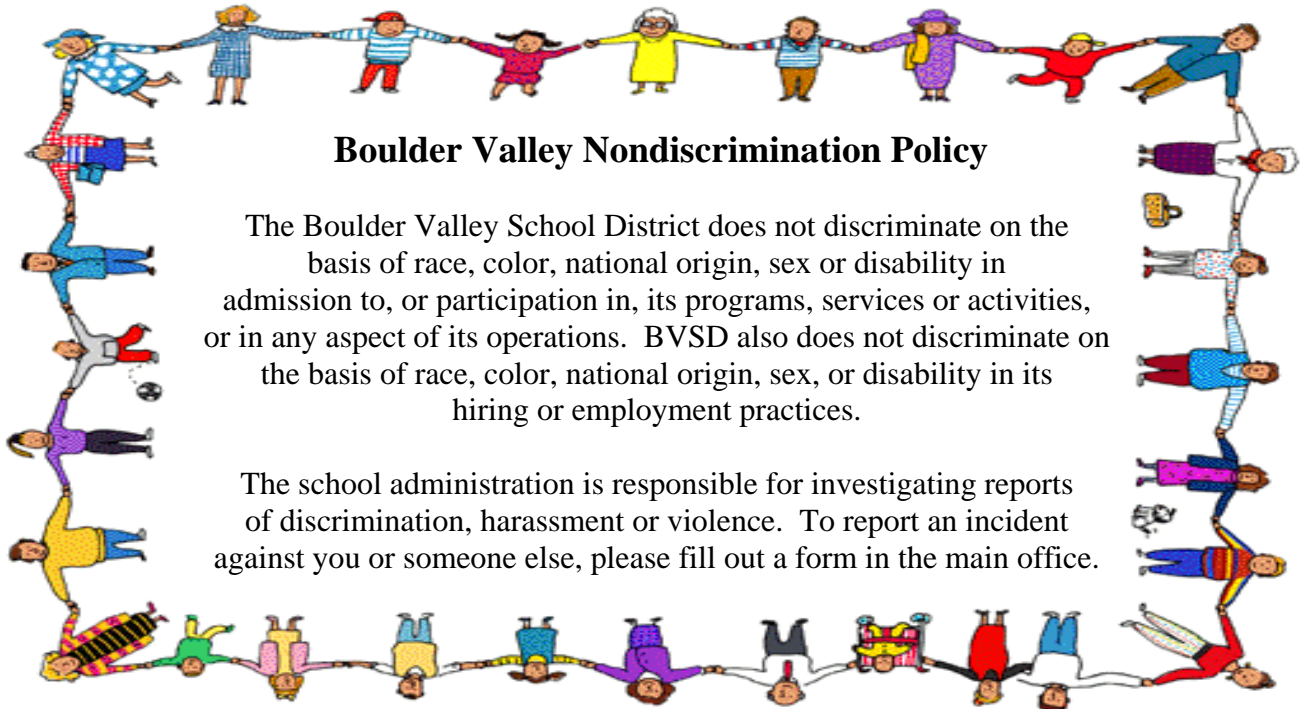 Boulder Valley Nondiscrimination Policy
The Boulder Valley School District does not discriminate on the
basis of race, color, national origin, sex or disability in
admission to, or participation in, its programs, services or activities,
or in any aspect of its operations.  BVSD also does not discriminate on
the basis of race, color, national origin, sex, or disability in its
hiring or employment practices.
The school administration is responsible for investigating reports
of discrimination, harassment or violence.  To report an incident
against you or someone else, please fill out a form in the main office.